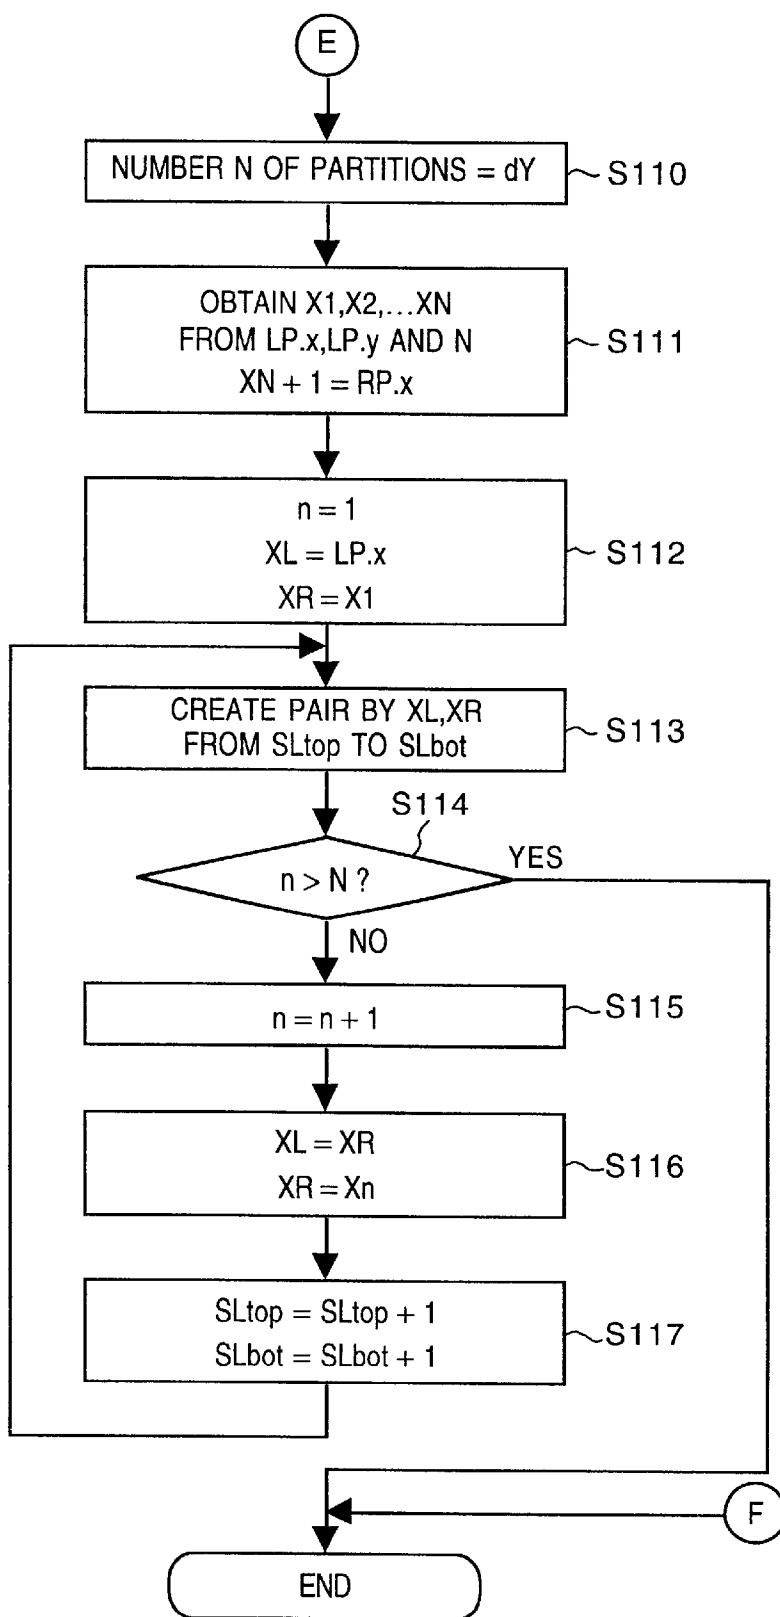 E
NUMBER N OF PARTITIONS = dY
S110
OBTAIN X1,X2,...XN
FROM LP.x,LP.y AND N
XN + 1 = RP.x
S111
n = 1
XL = LP.x
XR = X1
S112
CREATE PAIR BY XL,XR
FROM SLtop TO SLbot
S113
S114
n > N ?
YES
NO
n = n + 1
S115
XL = XR
XR = Xn
S116
SLtop = SLtop + 1
SLbot = SLbot + 1
S117
F
END